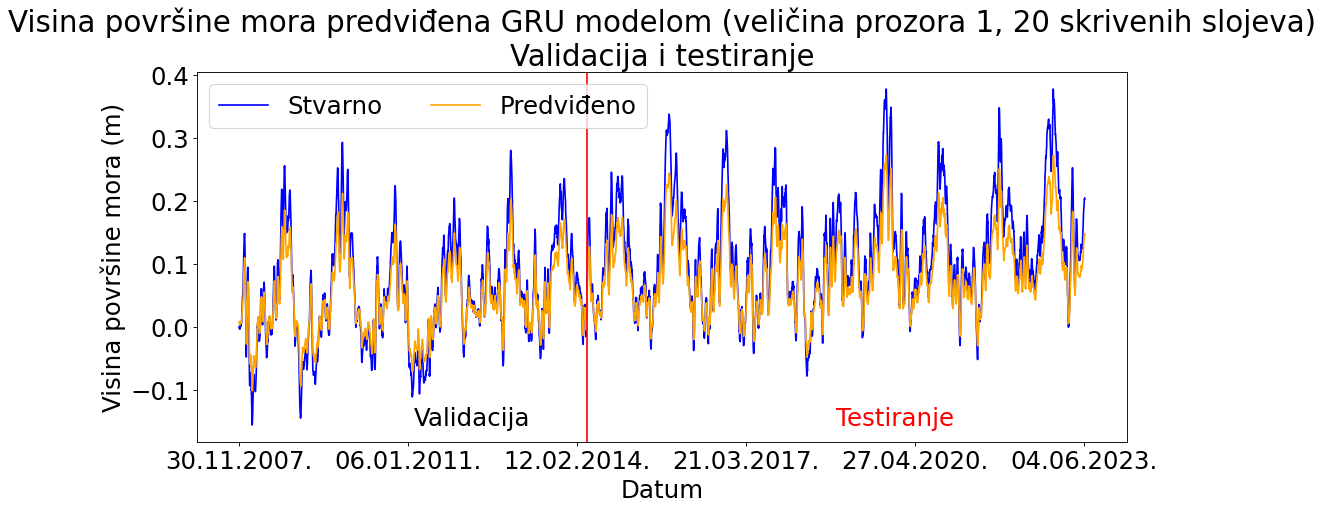 Visina površine mora predviđena GRU modelom (veličina prozora 1, 20 skrivenih slojeva)
Validacija i testiranje
Stvarno
Predviđeno
Visina površine mora (m)
0.4
0.3
0.2
0.1
0.0
−0.1
Validacija
Testiranje
30.11.2007.
06.01.2011.
12.02.2014.
21.03.2017.
27.04.2020.
04.06.2023.
Datum